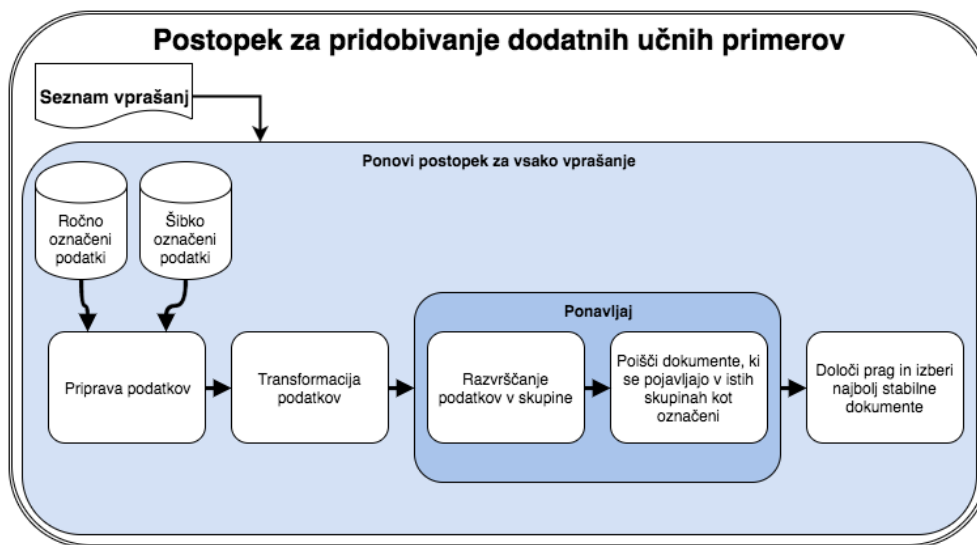 Postopek za pridobivanje dodatnih učnih primerov
Seznam vprašanj
Ponovi postopek za vsako vprašanje
Ročno
označeni
podatki
Šibko
označeni
podatki
Priprava podatkov
Transformacija
podatkov
Ponavljaj
Razvrščanje
podatkov v skupine
Poišči dokumente, ki
se pojavljajo v istih
skupinah kot
označeni
Določi prag in izberi
najbolj stabilne
dokumente